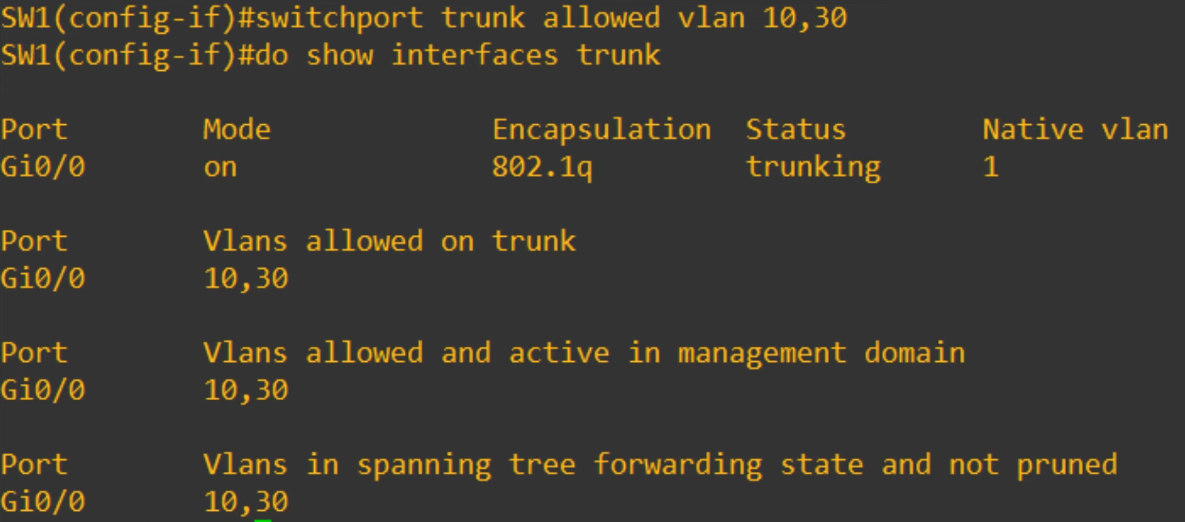 SW1(config-if)#switchport trunk allowed vlan 10,30
SW1(config-if)#do show interfaces trunk
Port Mode Encapsulation Status Native vlan
Gi0/0 on 802.1q trunking 1
Port Vlans allowed on trunk
Gi0/0 10,30
Port Vlans allowed and active in management domain
Gi0/0 10,30
Port Vlans in spanning tree forwarding state and not pruned
Gi0/0 10,30